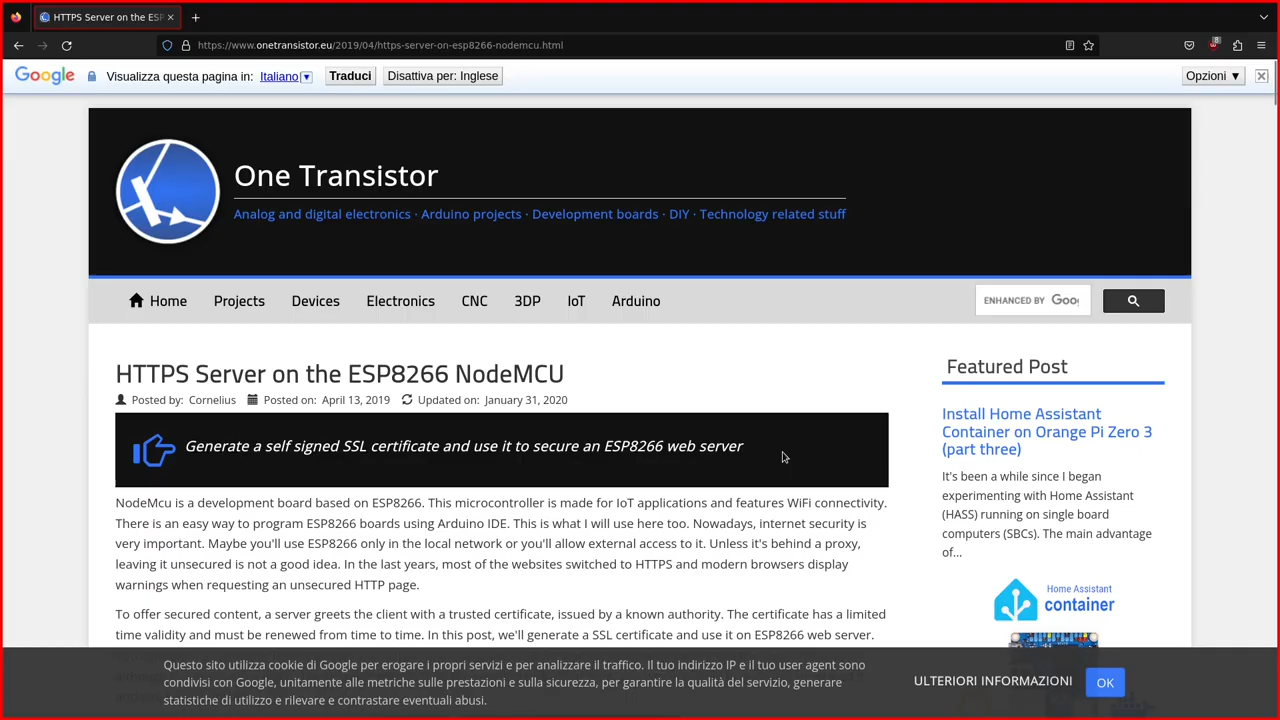 HTTPS Server on the ESP
https://www.onetransistor.eu/2019/04/https-server-on-esp8266-nodemcu.html
8
Google Visualizza questa pagina in: Italiano ▼ Traduci Disattiva per: Inglese Opzioni ▼
One Transistor
Analog and digital electronics · Arduino projects · Development boards · DIY · Technology related stuff
Home Projects Devices Electronics CNC 3DP IoT Arduino
ENHANCED BY Goo
HTTPS Server on the ESP8266 NodeMCU
Posted by: Cornelius Posted on: April 13, 2019 Updated on: January 31, 2020
Generate a self signed SSL certificate and use it to secure an ESP8266 web server
NodeMcu is a development board based on ESP8266. This microcontroller is made for IoT applications and features WiFi connectivity.
There is an easy way to program ESP8266 boards using Arduino IDE. This is what I will use here too. Nowadays, internet security is
very important. Maybe you'll use ESP8266 only in the local network or you'll allow external access to it. Unless it's behind a proxy,
leaving it unsecured is not a good idea. In the last years, most of the websites switched to HTTPS and modern browsers display
warnings when requesting an unsecured HTTP page.
To offer secured content, a server greets the client with a trusted certificate, issued by a known authority. The certificate has a limited
time validity and must be renewed from time to time. In this post, we'll generate a SSL certificate and use it on ESP8266 web server.
Featured Post
Install Home Assistant
Container on Orange Pi Zero 3
(part three)
It's been a while since I began
experimenting with Home Assistant
(HASS) running on single board
computers (SBCs). The main advantage
of...
Home Assistant
container
Questo sito utilizza cookie di Google per erogare i propri servizi e per analizzare il traffico. Il tuo indirizzo IP e il tuo user agent sono
condivisi con Google, unitamente alle metriche sulle prestazioni e sulla sicurezza, per garantire la qualità del servizio, generare
statistiche di utilizzo e rilevare e contrastare eventuali abusi.
ULTERIORI INFORMAZIONI OK